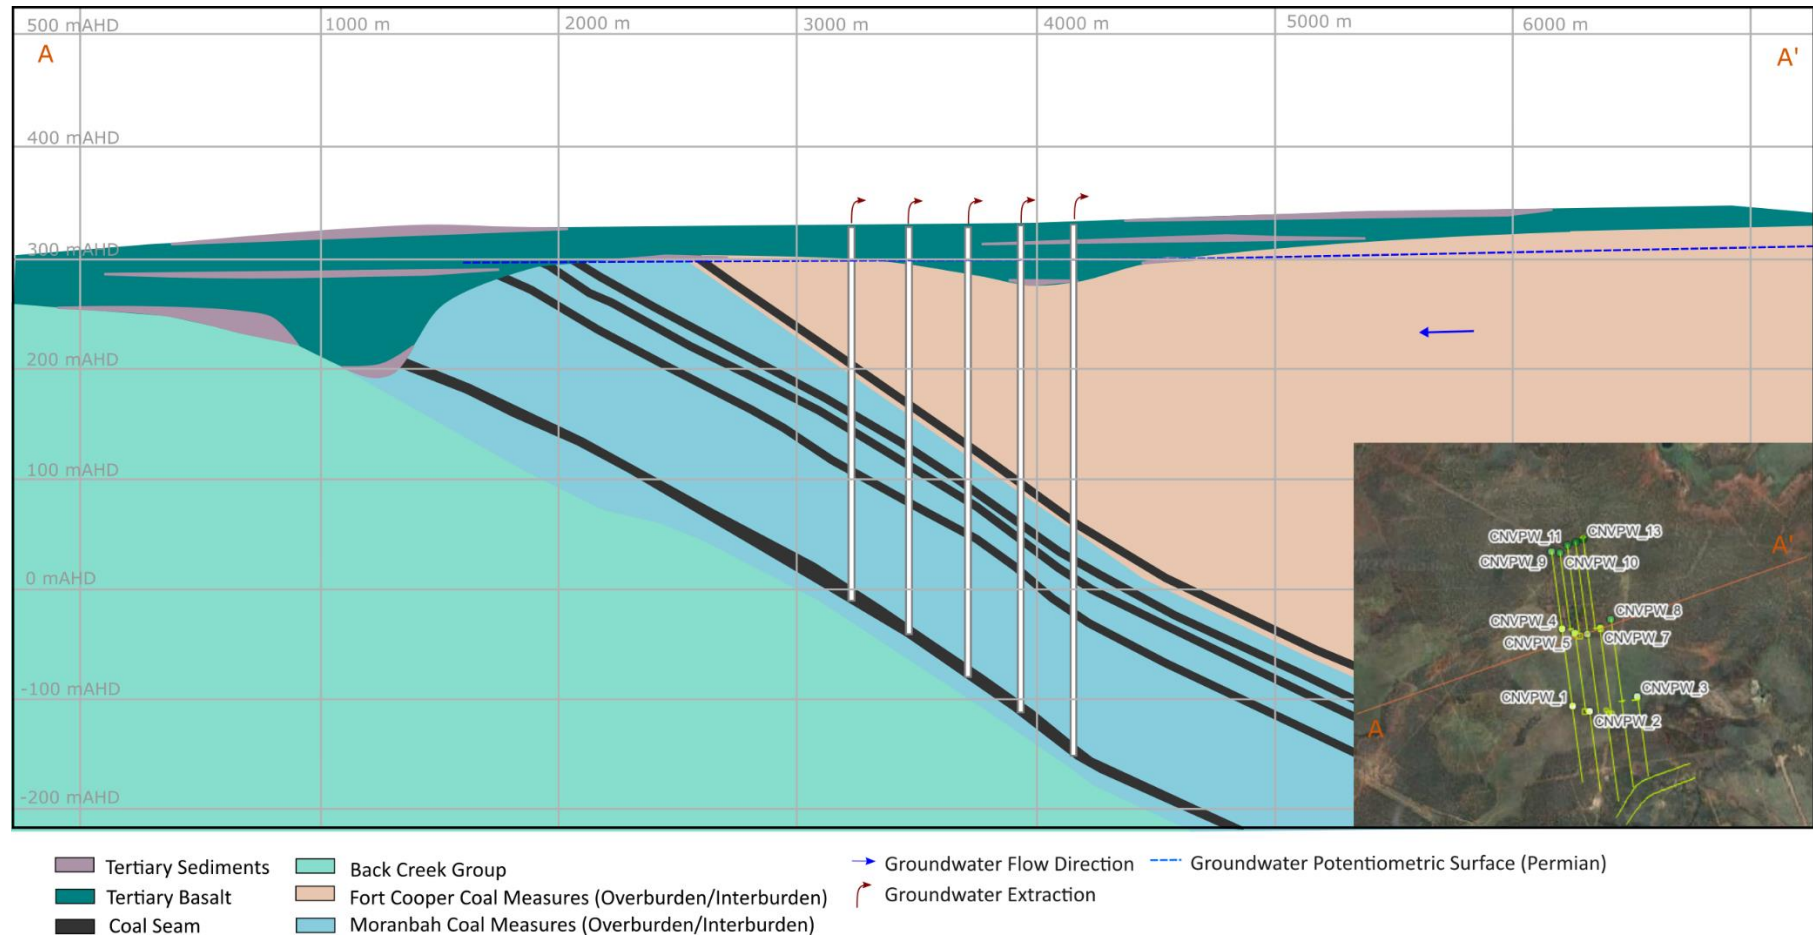 500 mAHD
1000 m
2000 m
3000 m
4000 m
5000 m
6000 m
A
A'
400 mAHD
300 mAHD
200 mAHD
100 mAHD
0 mAHD
-100 mAHD
-200 mAHD
CNVPW_11
CNVPW_13
CNVPW_9
CNVPW_10
A'
CNVPW_8
CNVPW_4
CNVPW_7
CNVPW_5
CNVPW_3
CNVPW_1
CNVPW_2
A
Tertiary Sediments
Tertiary Basalt
Coal Seam
Back Creek Group
Fort Cooper Coal Measures (Overburden/Interburden)
Moranbah Coal Measures (Overburden/Interburden)
Groundwater Flow Direction
Groundwater Extraction
Groundwater Potentiometric Surface (Permian)